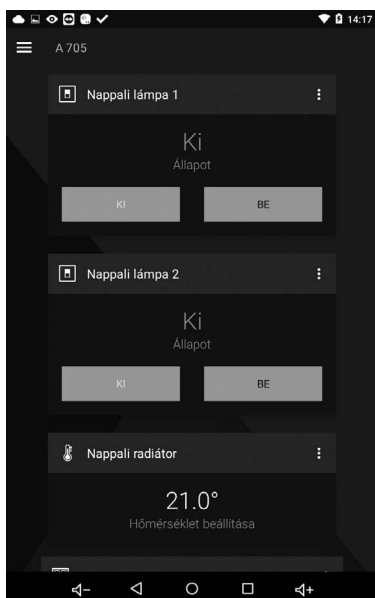 14:17
A 705
Nappali lámpa 1
Ki
Állapot
KI BE
Nappali lámpa 2
Ki
Állapot
KI BE
Nappali radiátor
21.0°
Hőmérséklet beállítása